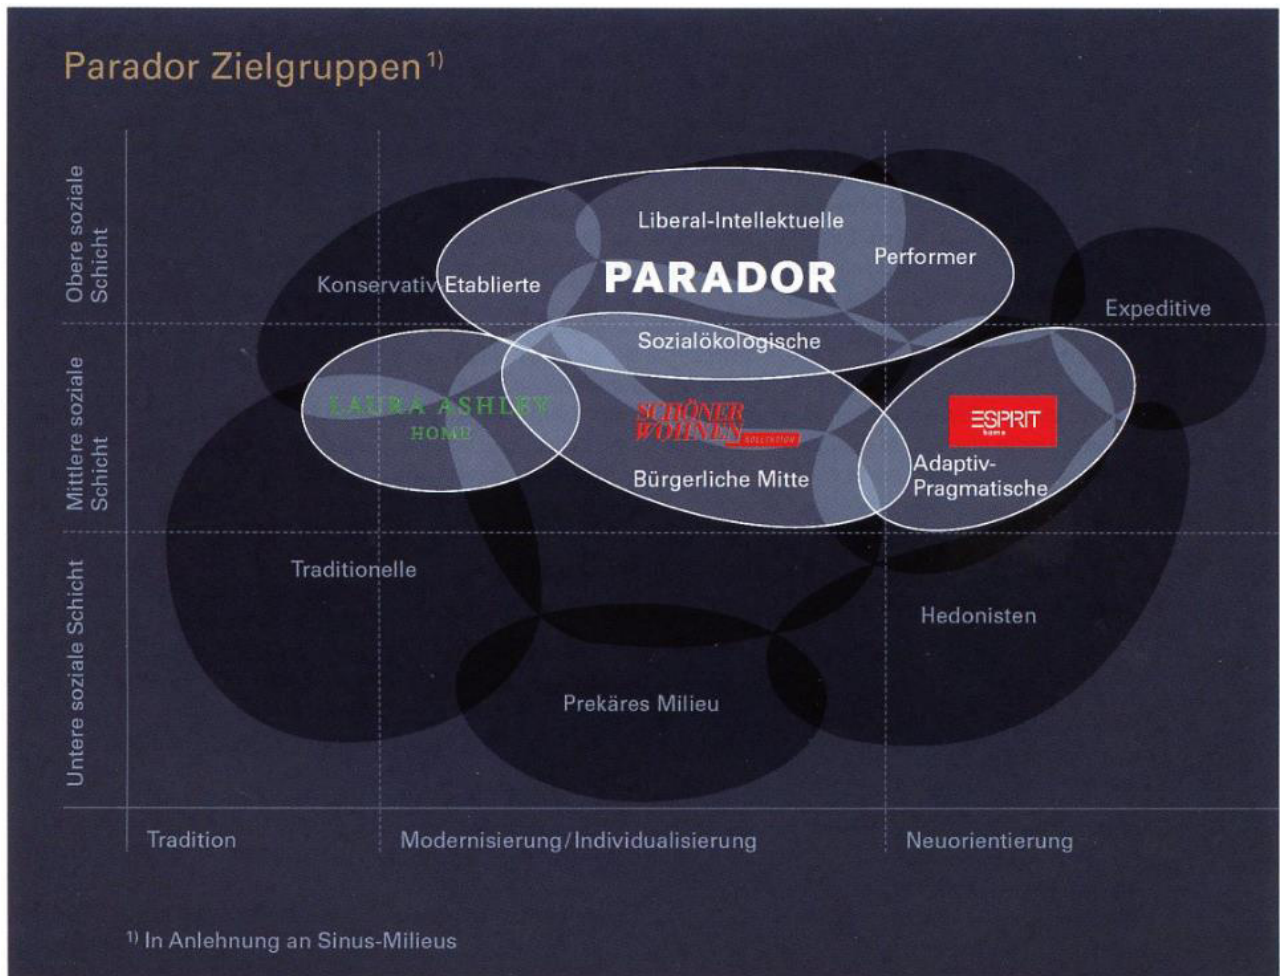 Parador Zielgruppen 1)
Obere soziale
Schicht
Mittlere soziale
Schicht
Untere soziale Schicht
Liberal-Intellektuelle
Performer
Konservativ-Etablierte
PARADOR
Expeditive
Sozialökologische
LAURA ASHLEY
HOME
SCHÖNER
WOHNEN
KOLLEKTION
ESPRIT
home
Bürgerliche Mitte
Adaptiv-
Pragmatische
Traditionelle
Hedonisten
Prekäres Milieu
Tradition
Modernisierung/Individualisierung
Neuorientierung
1) In Anlehnung an Sinus-Milieus